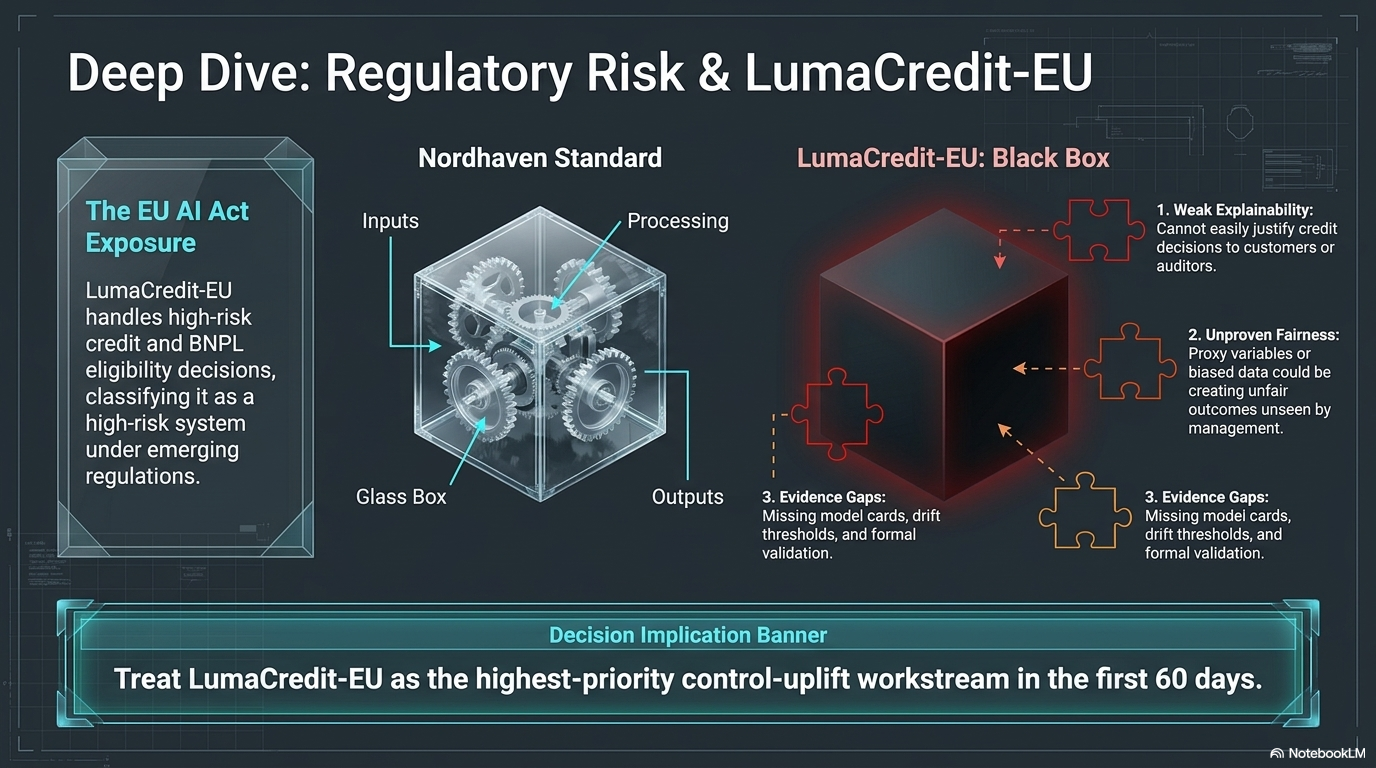 Deep Dive: Regulatory Risk & LumaCredit-EU
The EU AI Act
Exposure
LumaCredit-EU
handles high-risk
credit and BNPL
eligibility decisions,
classifying it as a
high-risk system
under emerging
regulations.
Nordhaven Standard
Inputs
Processing
Glass Box
Outputs
LumaCredit-EU: Black Box
1. Weak Explainability:
Cannot easily justify credit
decisions to customers or
auditors.
2. Unproven Fairness:
Proxy variables or
biased data could be
creating unfair
outcomes unseen by
management.
3. Evidence Gaps:
Missing model cards, drift
thresholds, and formal
validation.
3. Evidence Gaps:
Missing model cards,
drift thresholds, and
formal validation.
Decision Implication Banner
Treat LumaCredit-EU as the highest-priority control-uplift workstream in the first 60 days.
NotebookLM